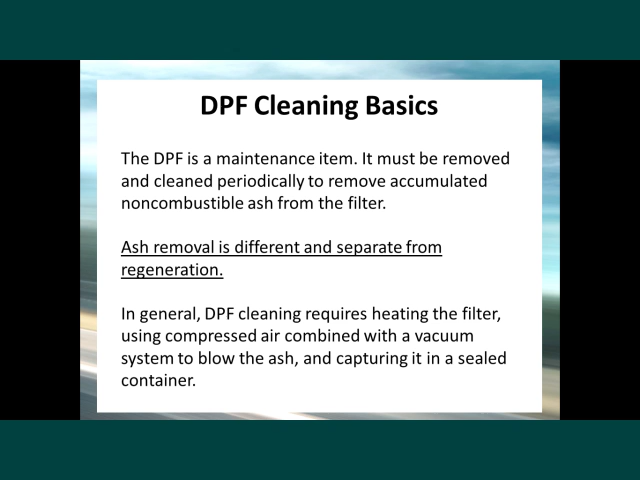 DPF Cleaning Basics
The DPF is a maintenance item. It must be removed
and cleaned periodically to remove accumulated
noncombustible ash from the filter.
Ash removal is different and separate from
regeneration.
In general, DPF cleaning requires heating the filter,
using compressed air combined with a vacuum
system to blow the ash, and capturing it in a sealed
container.